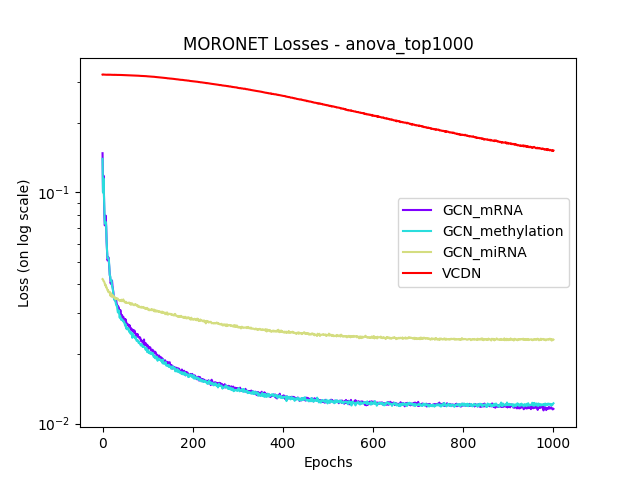 MORONET Losses - anova_top1000
Loss (on log scale)
10⁻¹
10⁻²
GCN_mRNA
GCN_methylation
GCN_miRNA
VCDN
0 200 400 600 800 1000
Epochs